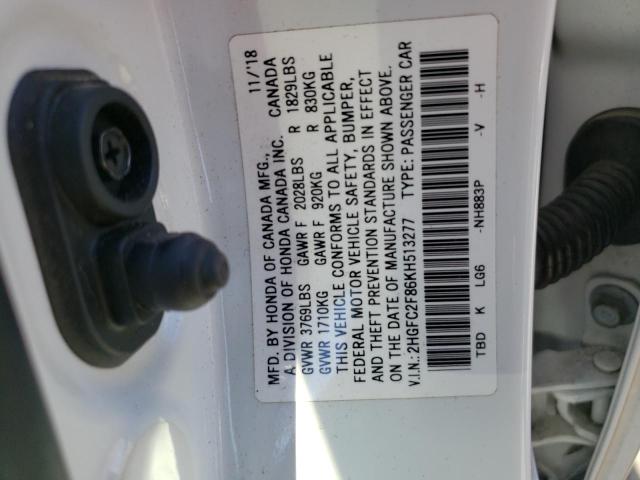 MFD. BY HONDA OF CANADA MFG., 11/'18
A DIVISION OF HONDA CANADA INC. CANADA
GVWR 3769LBS GAWR F 2028LBS R 1829LBS
GVWR 1710KG GAWR F 920KG R 830KG
THIS VEHICLE CONFORMS TO ALL APPLICABLE
FEDERAL MOTOR VEHICLE SAFETY, BUMPER,
AND THEFT PREVENTION STANDARDS IN EFFECT
ON THE DATE OF MANUFACTURE SHOWN ABOVE.
V.I.N.: 2HGFC2F86KH513277 TYPE: PASSENGER CAR
TBD K LG6 -NH883P -V -H